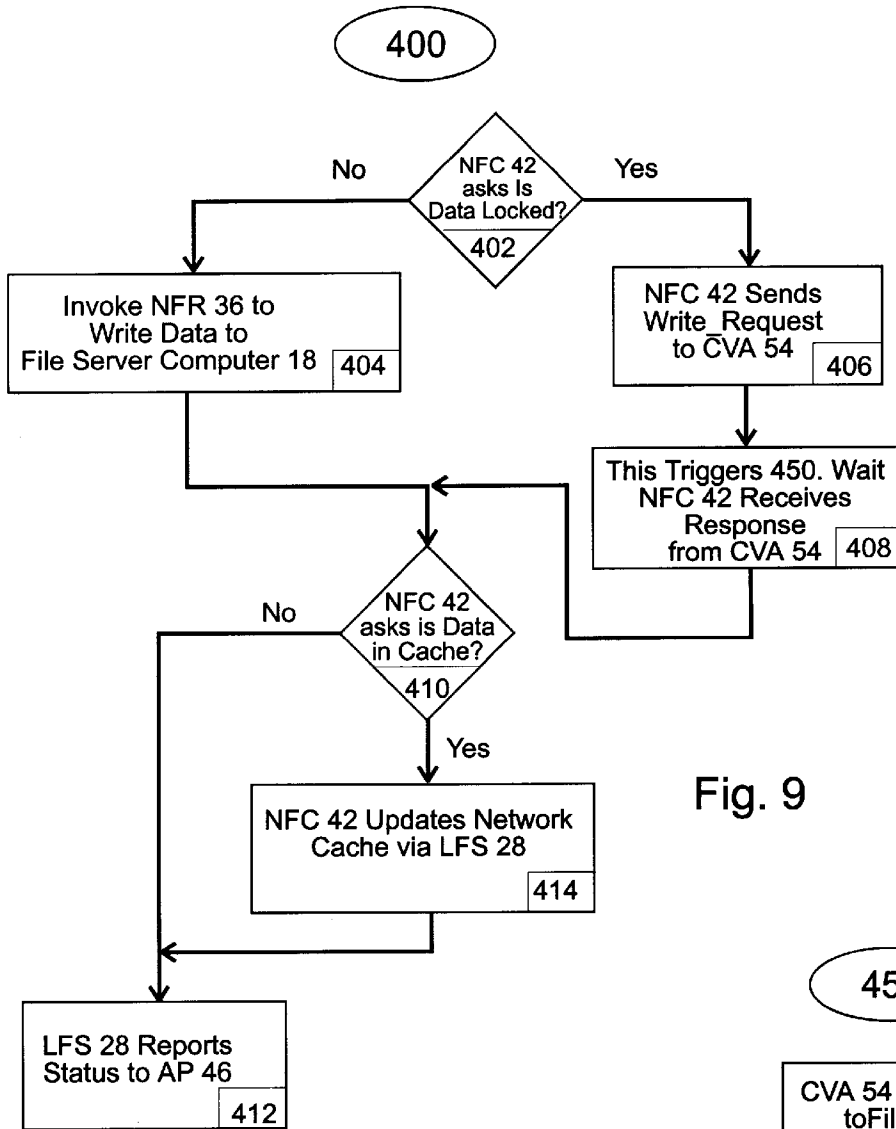 400
NFC 42
asks Is
Data Locked?
402
No
Yes
Invoke NFR 36 to
Write Data to
File Server Computer 18
404
NFC 42 Sends
Write_Request
to CVA 54
406
This Triggers 450. Wait
NFC 42 Receives
Response
from CVA 54
408
NFC 42
asks is Data
in Cache?
410
No
Yes
NFC 42 Updates Network
Cache via LFS 28
414
Fig. 9
LFS 28 Reports
Status to AP 46
412
CVA 54